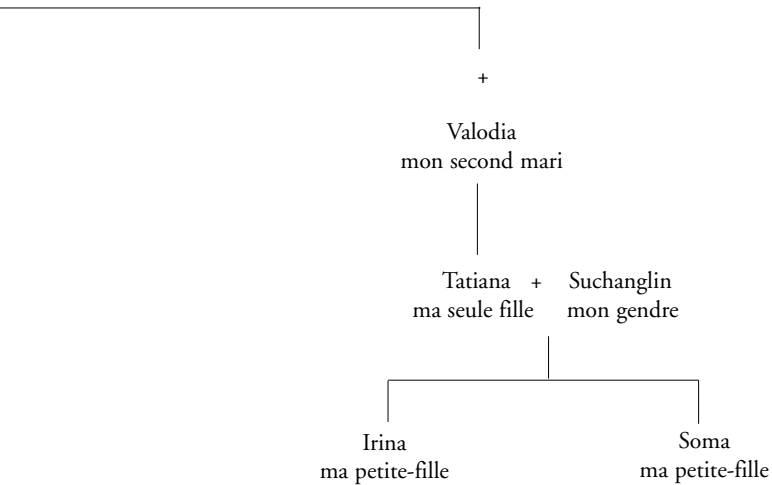 +
Valodia
mon second mari
Tatiana + Suchanglin
ma seule fille mon gendre
Irina Soma
ma petite-fille ma petite-fille